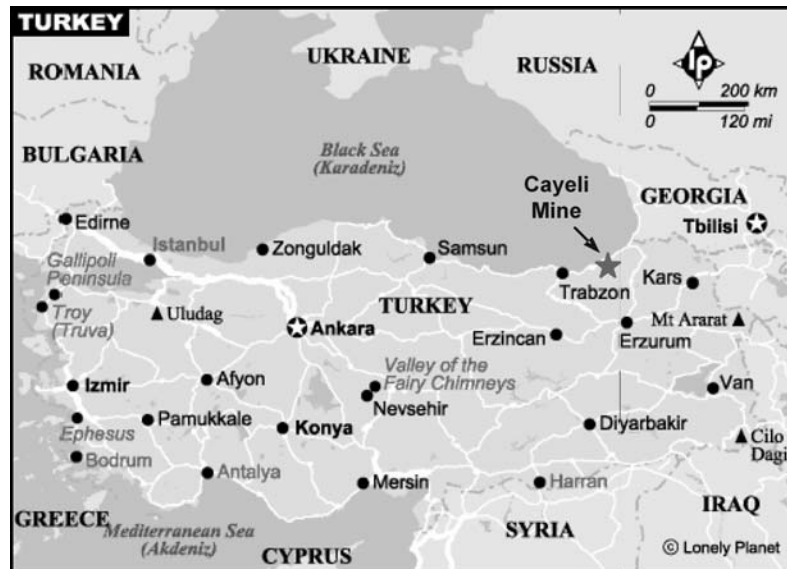 TURKEY
ROMANIA
UKRAINE
RUSSIA
lp
0 200 km
0 120 mi
BULGARIA
Black Sea
(Karadeniz)
Cayeli
Mine
GEORGIA
Tbilisi
Edirne
Istanbul
Zonguldak
Samsun
Gallipoli
Peninsula
Trabzon
Kars
Troy
(Truva)
Uludag
TURKEY
Ankara
Erzincan
Erzurum
Mt Ararat
Izmir
Afyon
Valley of the
Fairy Chimneys
Nevsehir
Van
Ephesus
Pamukkale
Konya
Diyarbakir
Cilo
Dagi
Bodrum
Antalya
Mersin
Harran
GREECE
Mediterranean Sea
(Akdeniz)
CYPRUS
SYRIA
IRAQ
© Lonely Planet